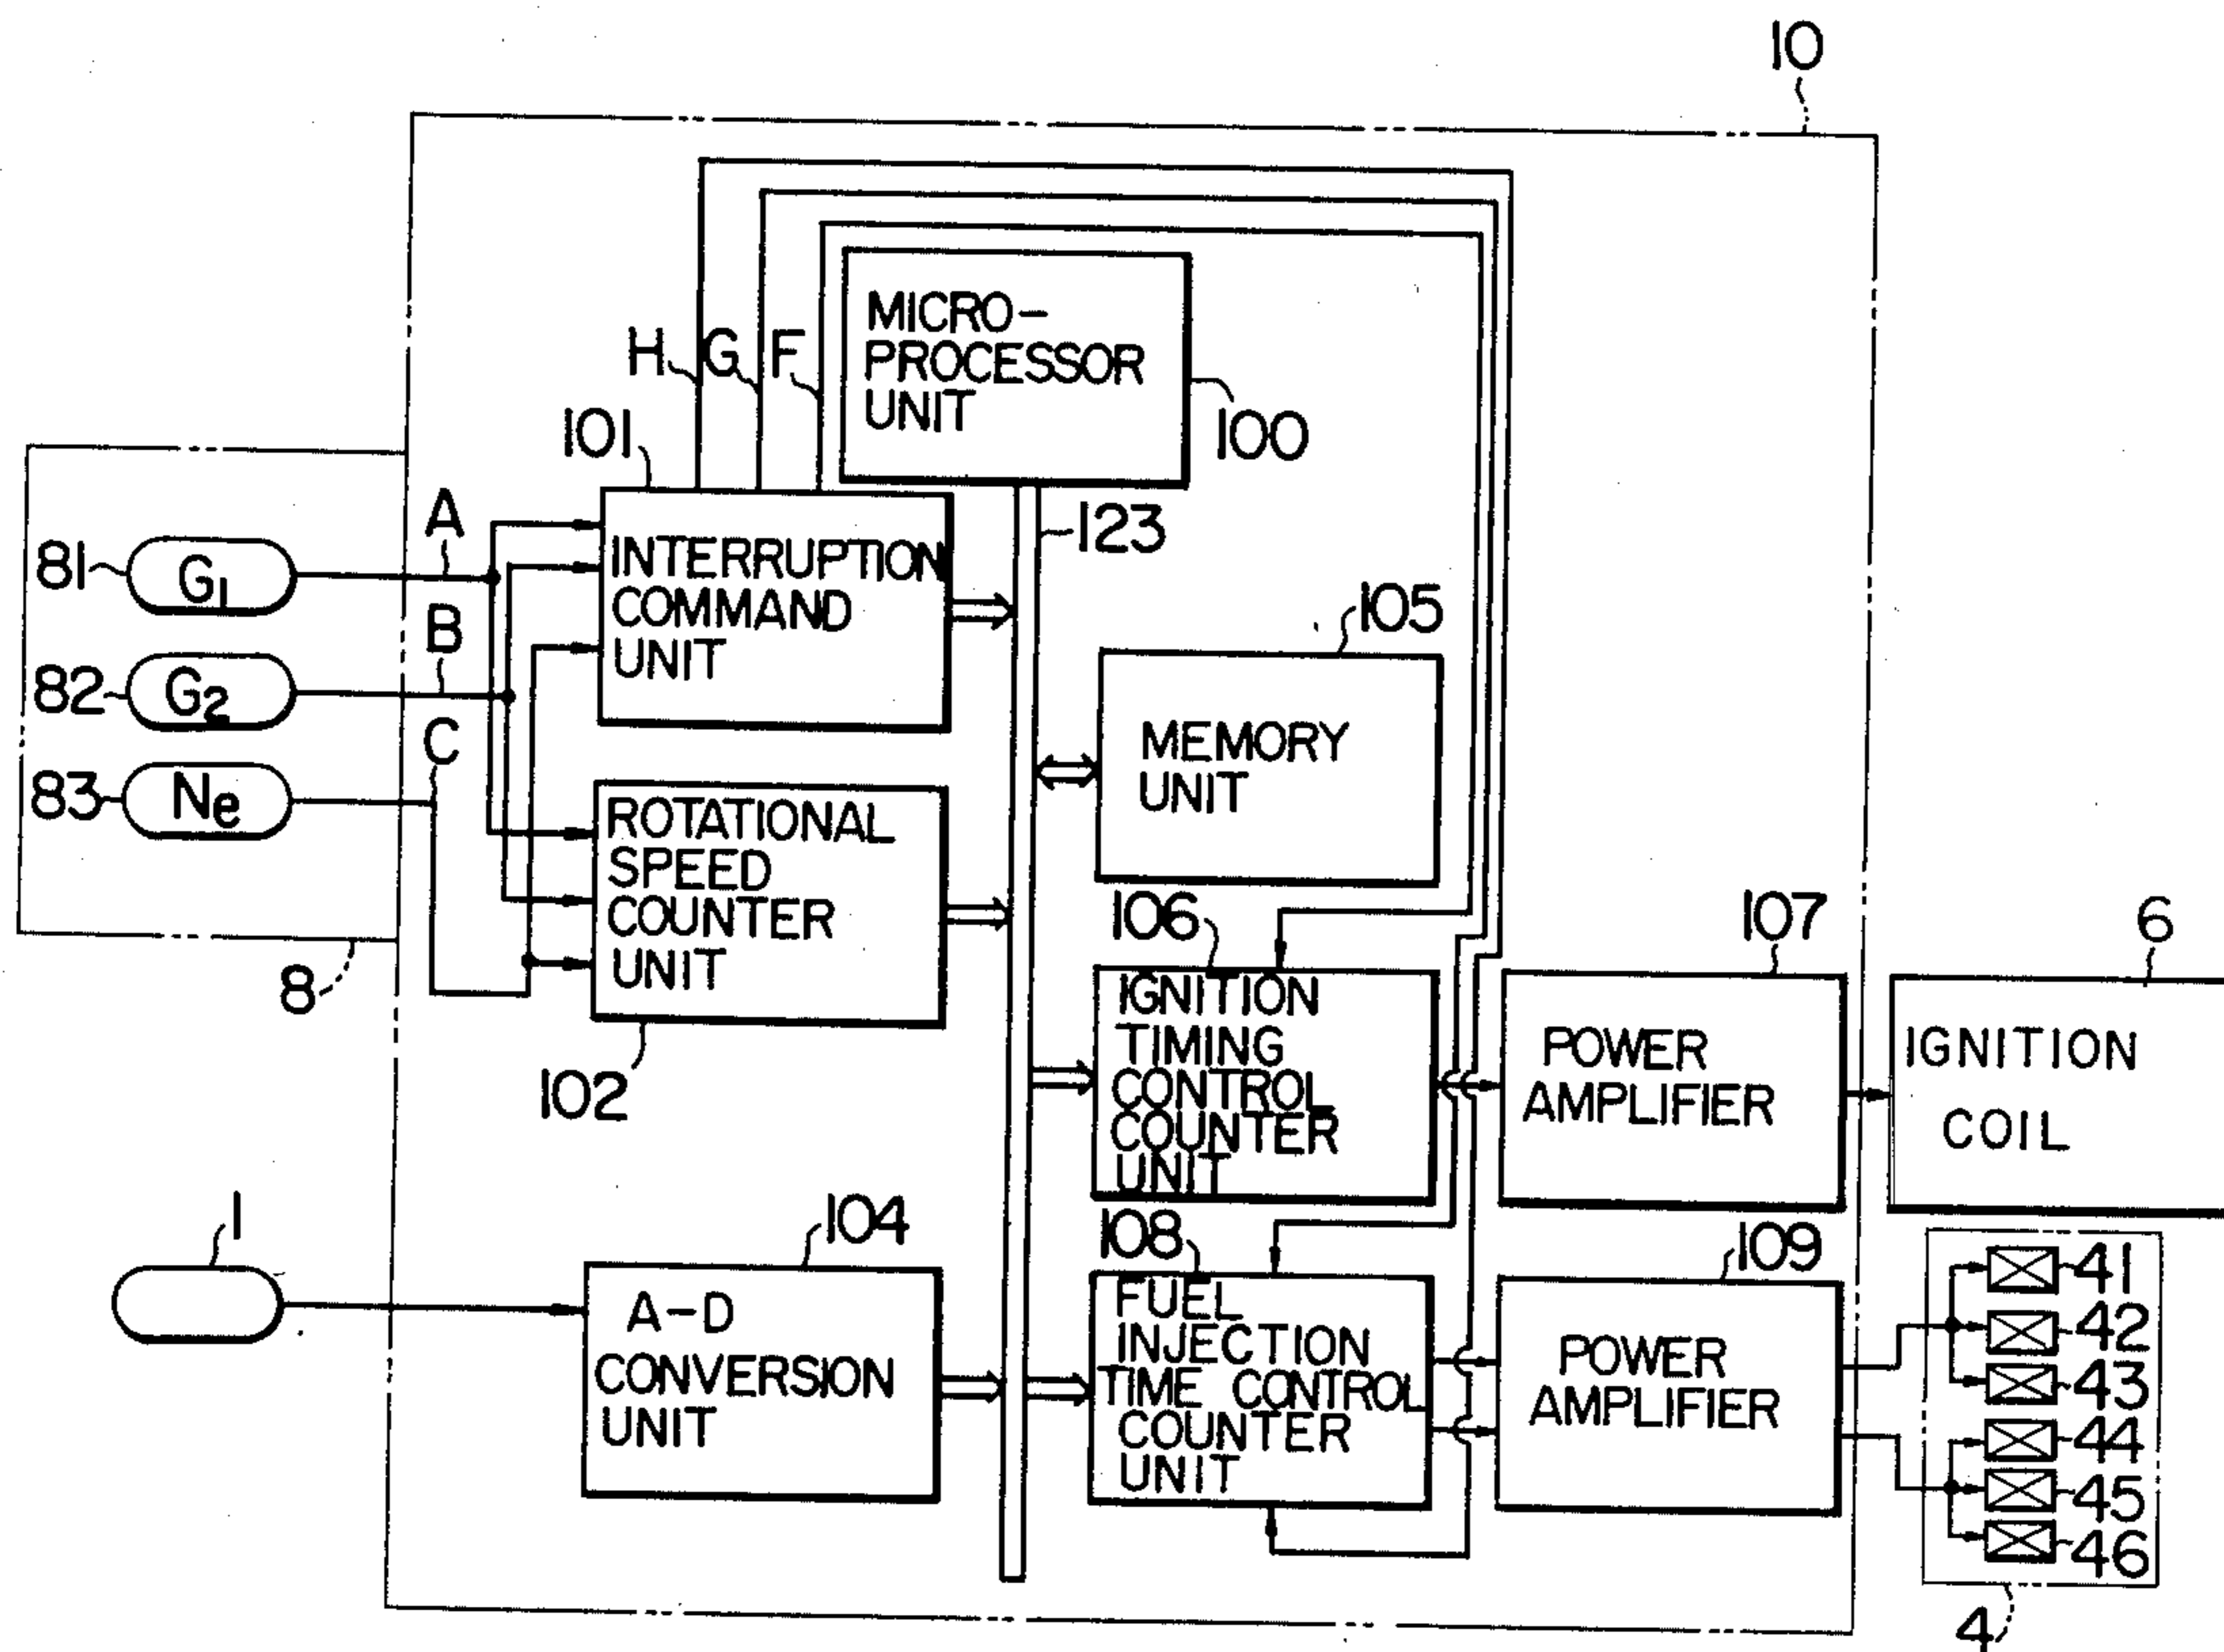 10
H G F
MICRO-
PROCESSOR
UNIT
100
101
123
A
81
G1
INTERRUPTION
COMMAND
UNIT
B
82
G2
105
MEMORY
UNIT
C
83
Ne
ROTATIONAL
SPEED
COUNTER
UNIT
8
102
106
107
6
IGNITION
TIMING
CONTROL
COUNTER
UNIT
POWER
AMPLIFIER
IGNITION
COIL
1
104
A-D
CONVERSION
UNIT
108
109
FUEL
INJECTION
TIME CONTROL
COUNTER
UNIT
POWER
AMPLIFIER
41
42
43
44
45
46
4